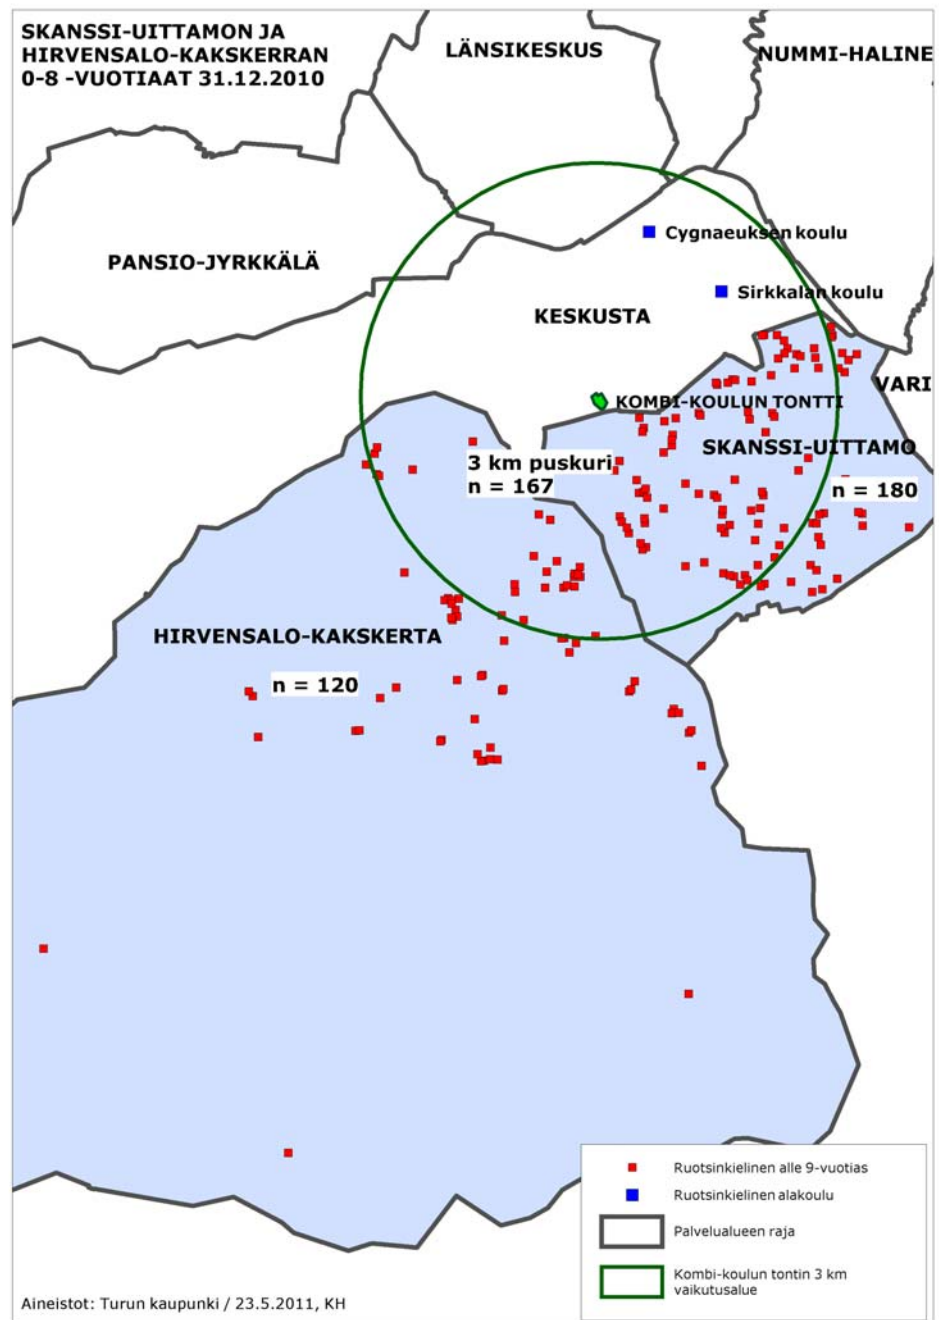 SKANSSI-UITTAMON JA
HIRVENSALO-KAKSKERRAN
0-8 -VUOTIAAT 31.12.2010
LÄNSIKESKUS
NUMMI-HALINE
PANSIO-JYRKKÄLÄ
Cygnaeuksen koulu
Sirkkalan koulu
KESKUSTA
VARI
KOMBI-KOULUN TONTTI
SKANSSI-UITTAMO
3 km puskuri
n = 167
n = 180
HIRVENSALO-KAKSKERTA
n = 120
Ruotsinkielinen alle 9-vuotias
Ruotsinkielinen alakoulu
Palvelualueen raja
Kombi-koulun tontin 3 km
vaikutusalue
Aineistot: Turun kaupunki / 23.5.2011, KH